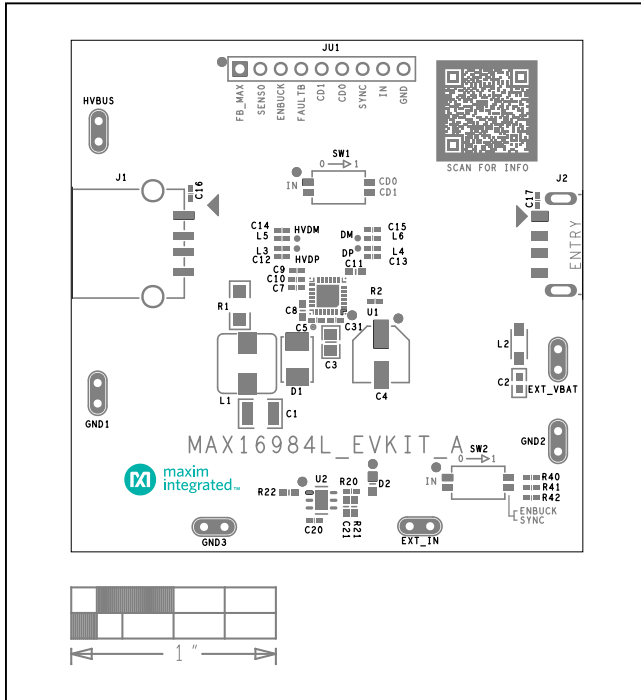 JU1
FB_MAX
SENSO
ENBUCK
FAULTB
CD1
CD0
SYNC
IN
GND
HVBUS
SCAN FOR INFO
SW1
0 1
IN
CD0
CD1
J1
C16
J2
C17
ENTRY
C14
L5
HVDM
L3
C12
HVDP
DM
DP
C15
L6
L4
C13
C11
C9
C10
C7
R1
C8
C5
U1
C31
R2
C3
L1
D1
C4
C1
L2
C2
EXT_VBAT
GND1
GND2
MAX16984L_EVKIT_A
maxim
integrated™
SW2
0 1
IN
R40
R41
R42
ENBUCK
SYNC
R22
U2
R20
D2
C20
C21
R21
GND3
EXT_IN
1 "